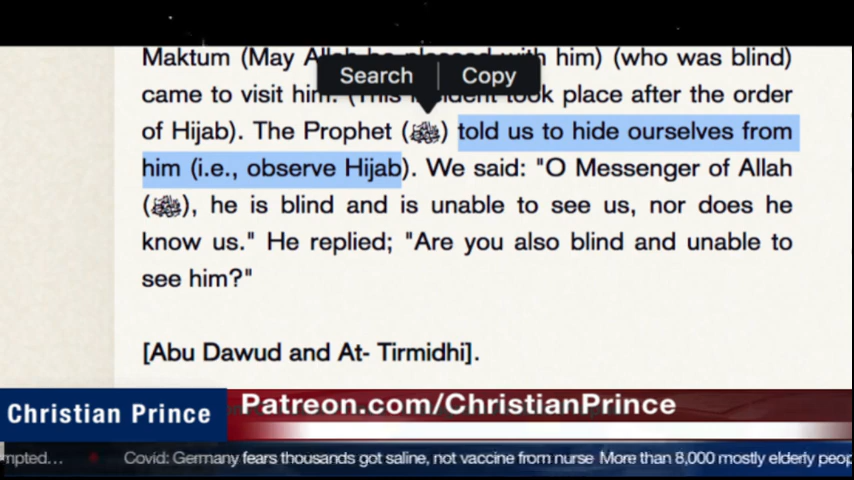 Maktum (May Allah be pleased with him) (who was blind)
Search | Copy
came to visit him. (This incident took place after the order
of Hijab). The Prophet (ﷺ) told us to hide ourselves from
him (i.e., observe Hijab). We said: "O Messenger of Allah
(ﷺ), he is blind and is unable to see us, nor does he
know us." He replied; "Are you also blind and unable to
see him?"
[Abu Dawud and At- Tirmidhi].
Christian Prince
Patreon.com/ChristianPrince
mpted... Covid: Germany fears thousands got saline, not vaccine from nurse More than 8,000 mostly elderly peop